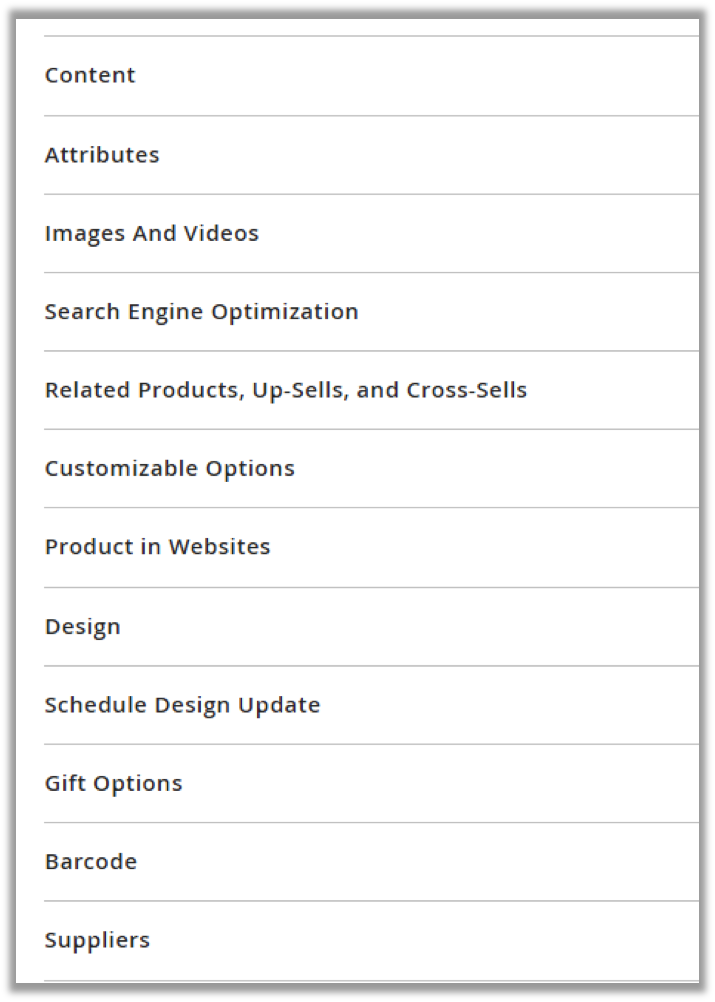 Content
Attributes
Images And Videos
Search Engine Optimization
Related Products, Up-Sells, and Cross-Sells
Customizable Options
Product in Websites
Design
Schedule Design Update
Gift Options
Barcode
Suppliers